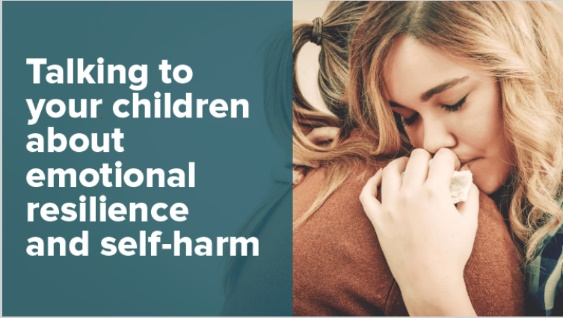 Talking to
your children
about
emotional
resilience
and self-harm